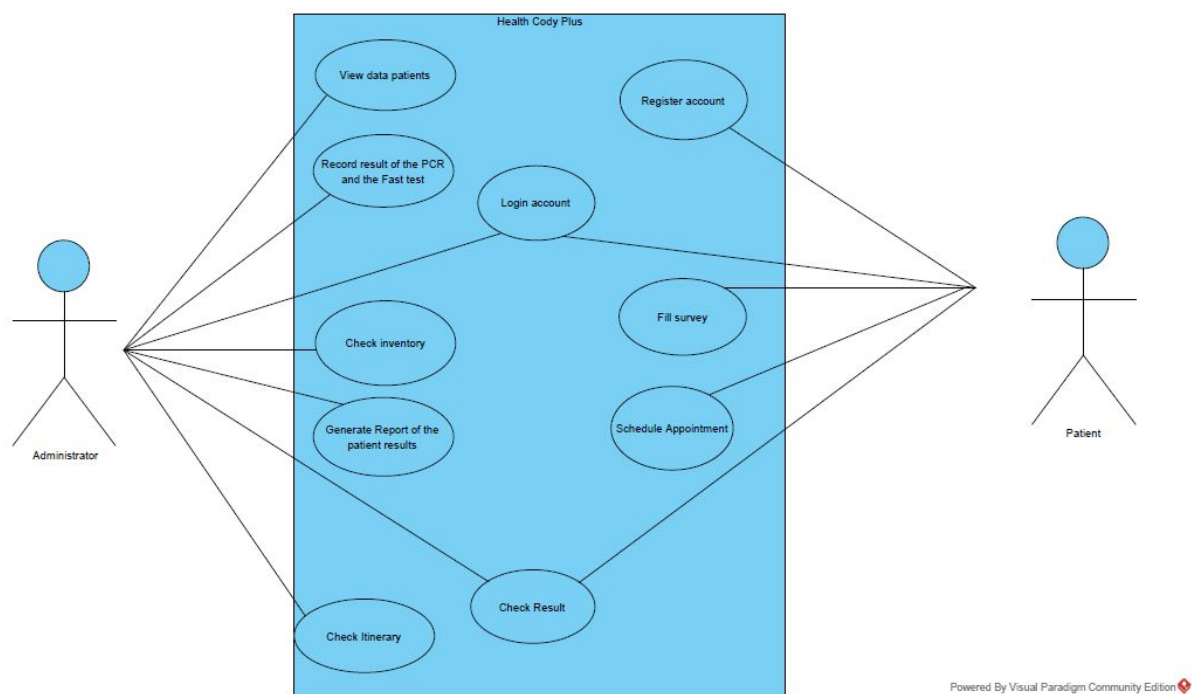 Health Cody Plus
View data patients
Register account
Record result of the PCR
and the Fast test
Login account
Fill survey
Check inventory
Generate Report of the
patient results
Schedule Appointment
Administrator
Patient
Check Result
Check Itinerary
Powered By Visual Paradigm Community Edition